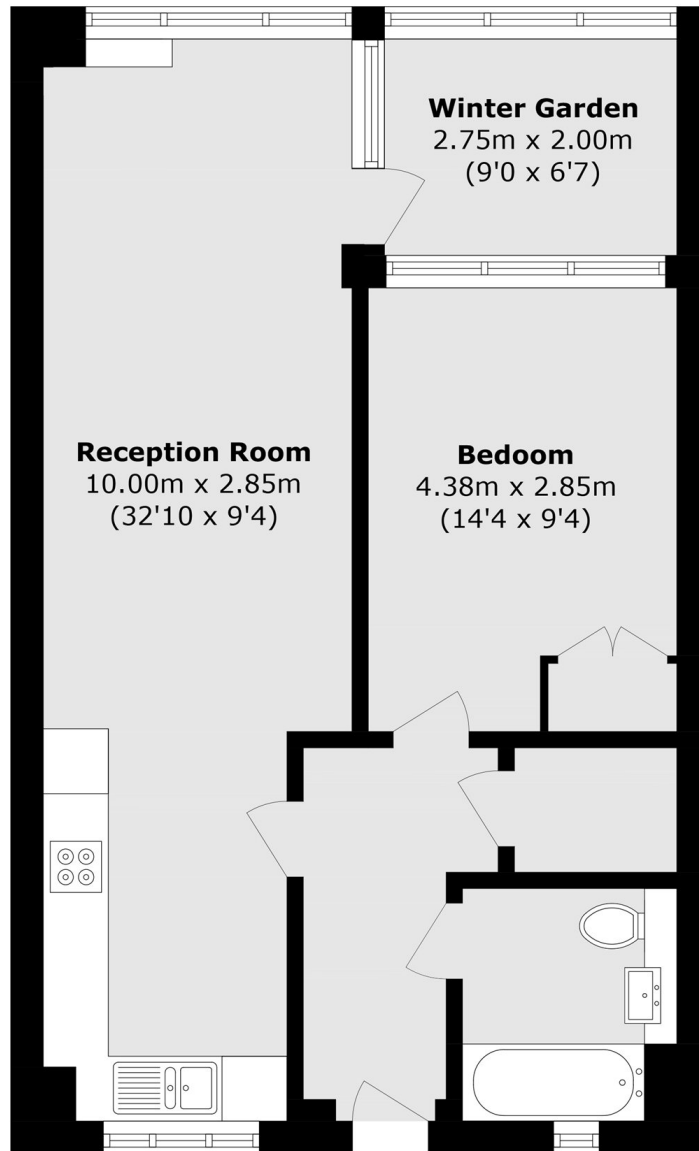 Winter Garden
2.75m x 2.00m
(9'0 x 6'7)
Reception Room
10.00m x 2.85m
(32'10 x 9'4)
Bedoom
4.38m x 2.85m
(14'4 x 9'4)